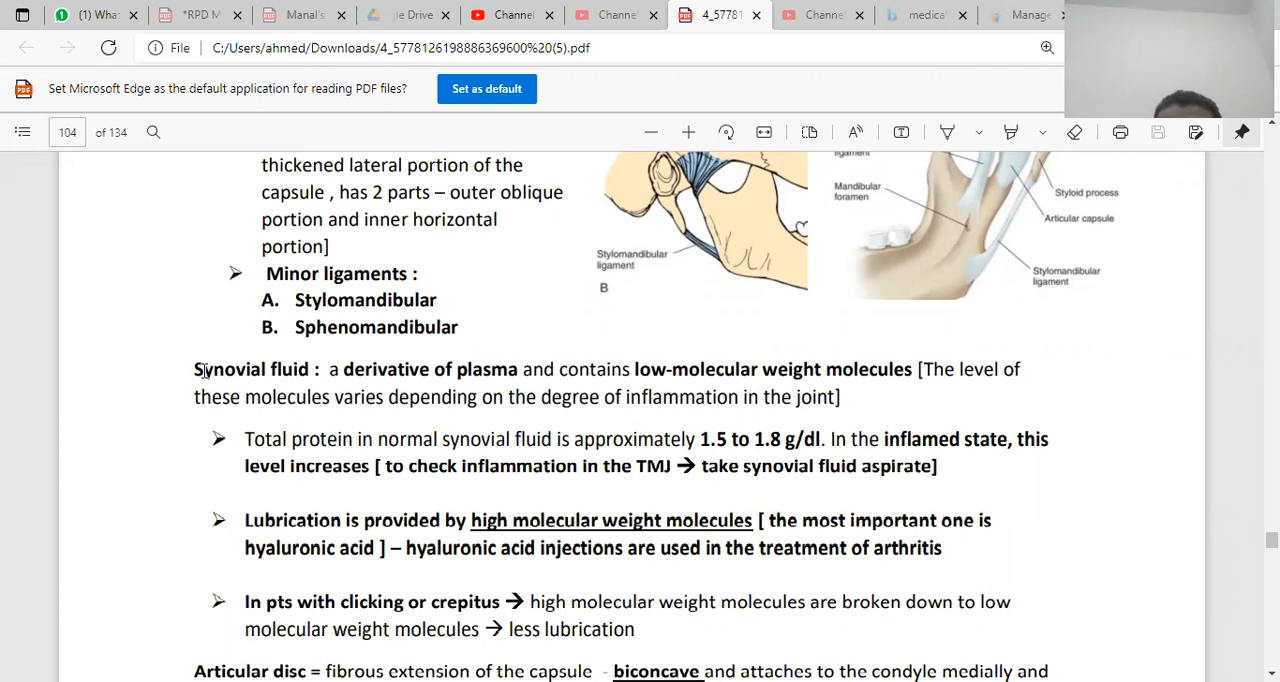 (1) Wha
*RPD M
Manal's
gle Drive
Channel
Channe
4_57781
Channe
medica
Manage
File
C:/Users/ahmed/Downloads/4_5778126198886369600%20(5).pdf
Set Microsoft Edge as the default application for reading PDF files?
Set as default
104 of 134
thickened lateral portion of the
capsule , has 2 parts – outer oblique
portion and inner horizontal
portion]
➢ Minor ligaments :
A. Stylomandibular
B. Sphenomandibular
Stylomandibular
ligament
B
ligament
Mandibular
foramen
Styloid process
Articular capsule
Stylomandibular
ligament
Synovial fluid : a derivative of plasma and contains low-molecular weight molecules [The level of
these molecules varies depending on the degree of inflammation in the joint]
➢ Total protein in normal synovial fluid is approximately 1.5 to 1.8 g/dl. In the inflamed state, this
level increases [ to check inflammation in the TMJ → take synovial fluid aspirate]
➢ Lubrication is provided by high molecular weight molecules [ the most important one is
hyaluronic acid ] – hyaluronic acid injections are used in the treatment of arthritis
➢ In pts with clicking or crepitus → high molecular weight molecules are broken down to low
molecular weight molecules → less lubrication
Articular disc = fibrous extension of the capsule - biconcave and attaches to the condyle medially and